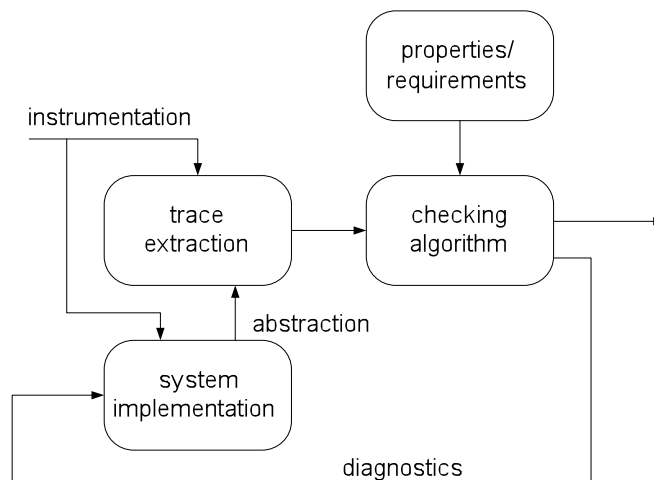 properties/
requirements
instrumentation
trace
extraction
checking
algorithm
abstraction
system
implementation
diagnostics